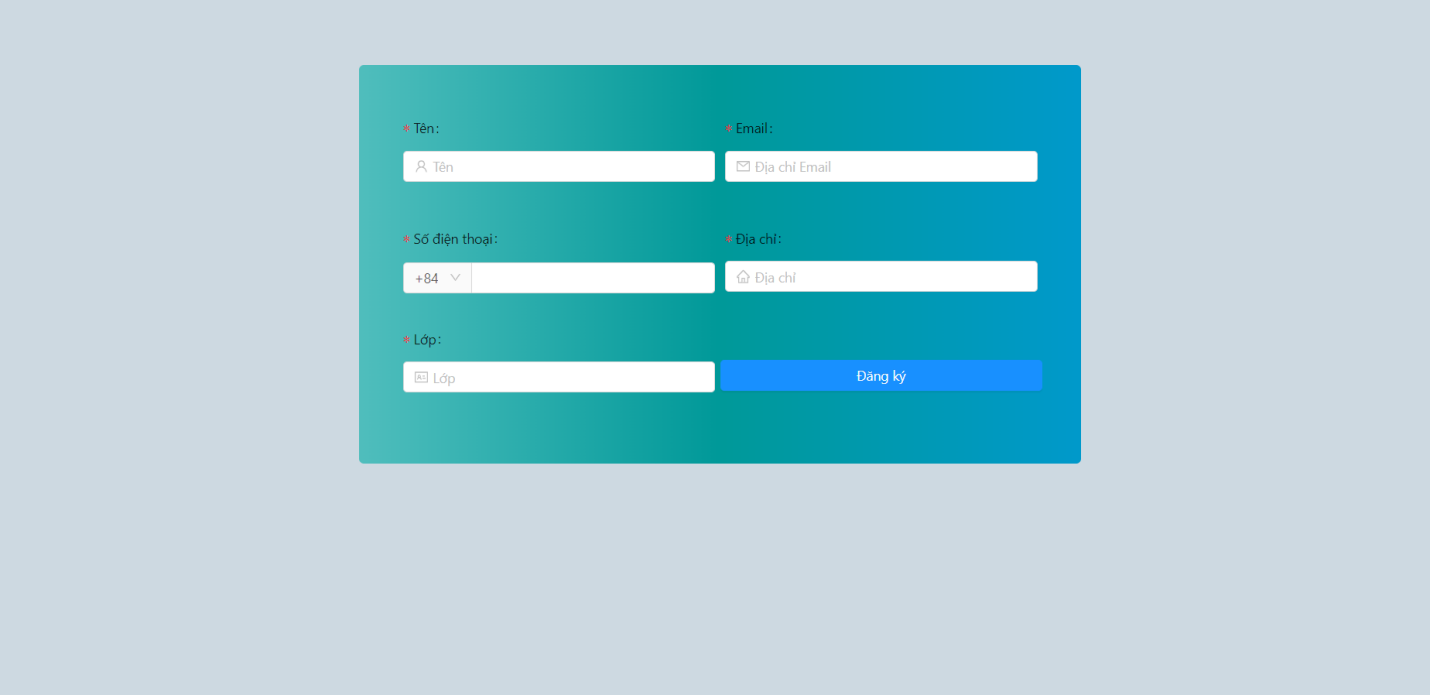 * Tên:
* Email:
Tên
Địa chỉ Email
* Số điện thoại:
* Địa chỉ:
+84
Địa chỉ
* Lớp:
Lớp
Đăng ký